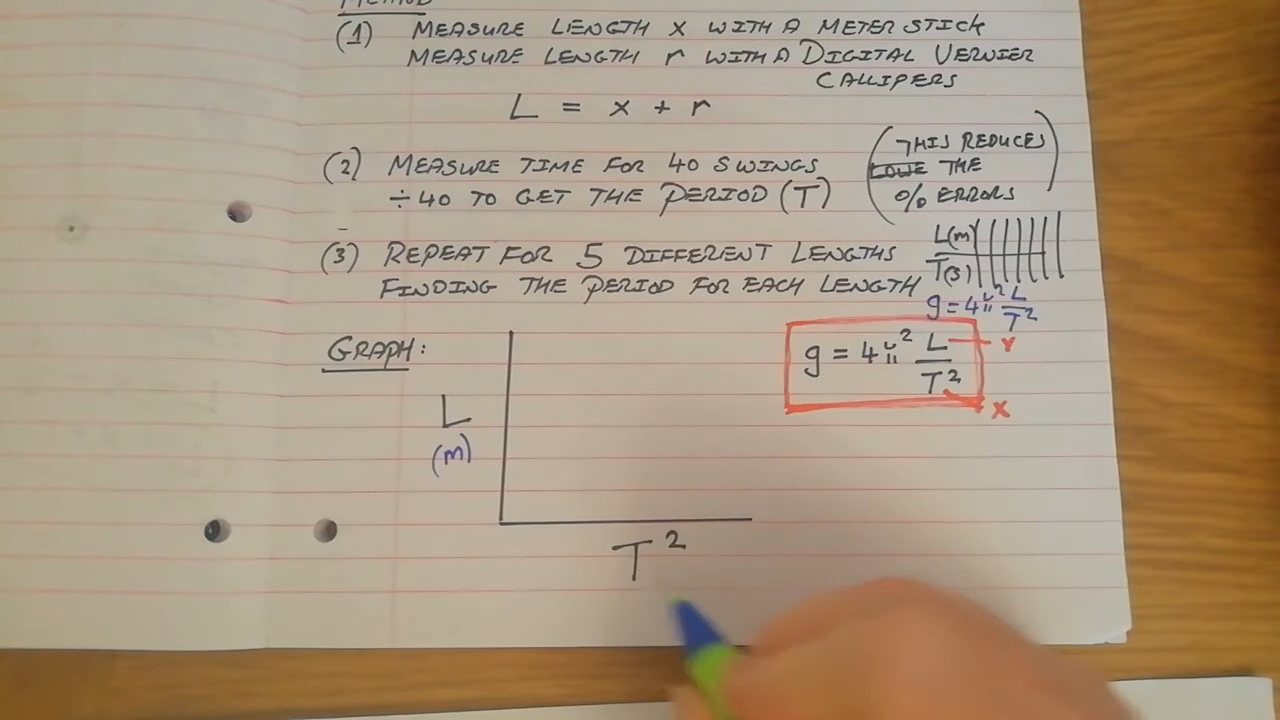 METHOD
(1) MEASURE LENGTH x WITH A METER STICK
MEASURE LENGTH r WITH A DIGITAL VERNIER
CALLIPERS
L = x + r
(2) MEASURE TIME FOR 40 SWINGS
÷ 40 TO GET THE PERIOD (T)
(THIS REDUCES
THE
% ERRORS)
(3) REPEAT FOR 5 DIFFERENT LENGTHS
FINDING THE PERIOD FOR EACH LENGTH
L(m)
T(s)
g = 4π² L/T²
GRAPH:
g = 4π² L/T²
Y
X
L
(m)
T²